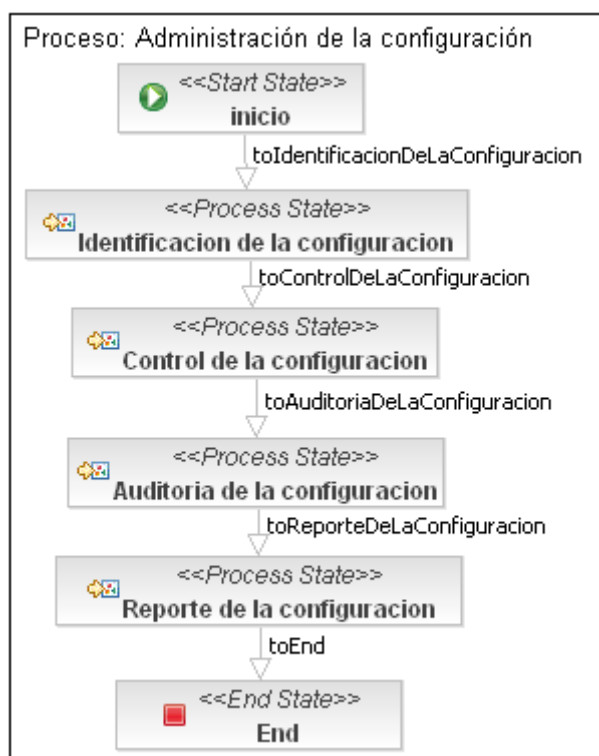 Proceso: Administración de la configuración
<<Start State>>
inicio
toIdentificacionDeLaConfiguracion
<<Process State>>
Identificacion de la configuracion
toControlDeLaConfiguracion
<<Process State>>
Control de la configuracion
toAuditoriaDeLaConfiguracion
<<Process State>>
Auditoria de la configuracion
toReporteDeLaConfiguracion
<<Process State>>
Reporte de la configuracion
toEnd
<<End State>>
End